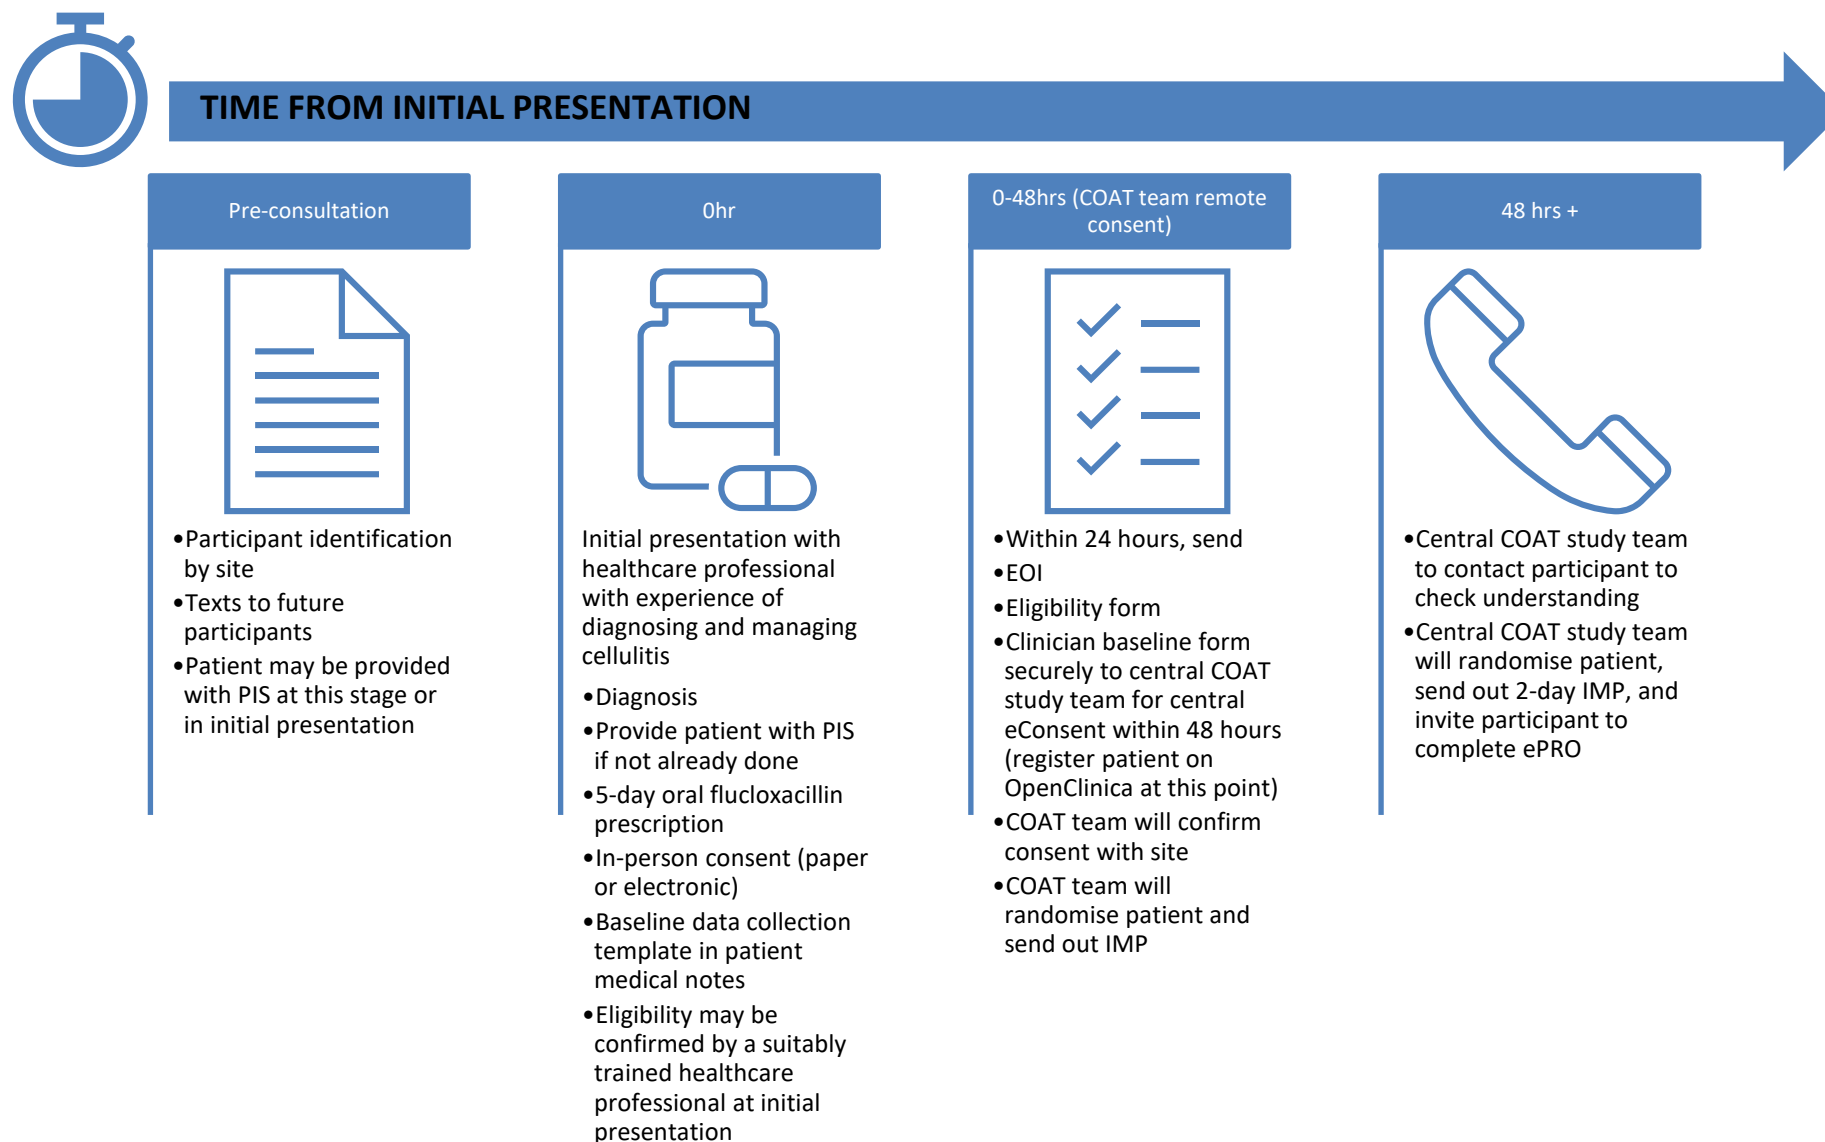 TIME FROM INITIAL PRESENTATION
Pre-consultation
•Participant identification
by site
•Texts to future
participants
•Patient may be provided
with PIS at this stage or
in initial presentation
0hr
Initial presentation with
healthcare professional
with experience of
diagnosing and managing
cellulitis
•Diagnosis
•Provide patient with PIS
if not already done
•5-day oral flucloxacillin
prescription
•In-person consent (paper
or electronic)
•Baseline data collection
template in patient
medical notes
•Eligibility may be
confirmed by a suitably
trained healthcare
professional at initial
presentation
0-48hrs (COAT team remote
consent)
•Within 24 hours, send
•EOI
•Eligibility form
•Clinician baseline form
securely to central COAT
study team for central
eConsent within 48 hours
(register patient on
OpenClinica at this point)
•COAT team will confirm
consent with site
•COAT team will
randomise patient and
send out IMP
48 hrs +
•Central COAT study team
to contact participant to
check understanding
•Central COAT study team
will randomise patient,
send out 2-day IMP, and
invite participant to
complete ePRO